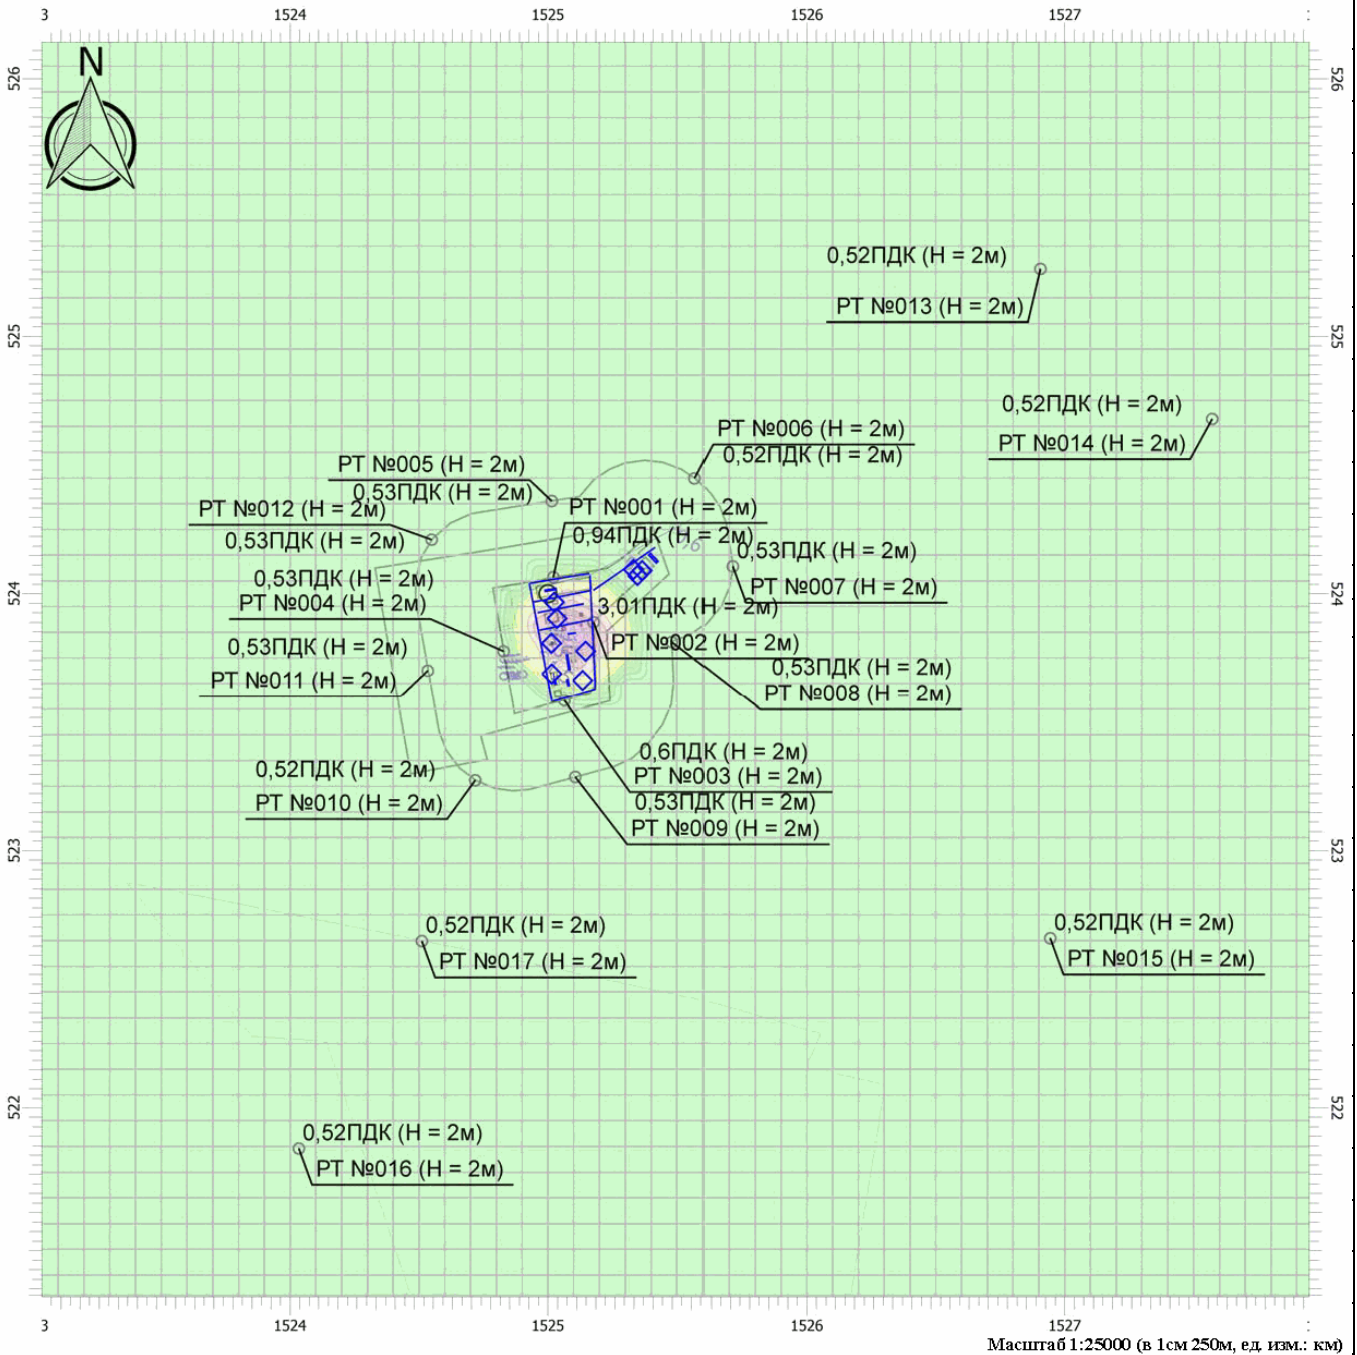 3 1524 1525 1526 1527
N
526 526
0,52ПДК (Н = 2м)
РТ №013 (Н = 2м)
525 525
0,52ПДК (Н = 2м)
РТ №014 (Н = 2м)
РТ №006 (Н = 2м)
0,52ПДК (Н = 2м)
РТ №005 (Н = 2м)
0,53ПДК (Н = 2м)
РТ №012 (Н = 2м)
0,53ПДК (Н = 2м)
РТ №001 (Н = 2м)
0,94ПДК (Н = 2м)
0,53ПДК (Н = 2м)
РТ №007 (Н = 2м)
0,53ПДК (Н = 2м)
РТ №004 (Н = 2м)
524 524
3,01ПДК (Н = 2м)
РТ №002 (Н = 2м)
0,53ПДК (Н = 2м)
РТ №011 (Н = 2м)
0,53ПДК (Н = 2м)
РТ №008 (Н = 2м)
0,6ПДК (Н = 2м)
РТ №003 (Н = 2м)
0,52ПДК (Н = 2м)
РТ №010 (Н = 2м)
0,53ПДК (Н = 2м)
РТ №009 (Н = 2м)
523 523
0,52ПДК (Н = 2м)
РТ №017 (Н = 2м)
0,52ПДК (Н = 2м)
РТ №015 (Н = 2м)
522 522
0,52ПДК (Н = 2м)
РТ №016 (Н = 2м)
3 1524 1525 1526 1527
Масштаб 1:25000 (в 1см 250м, ед. изм.: км)